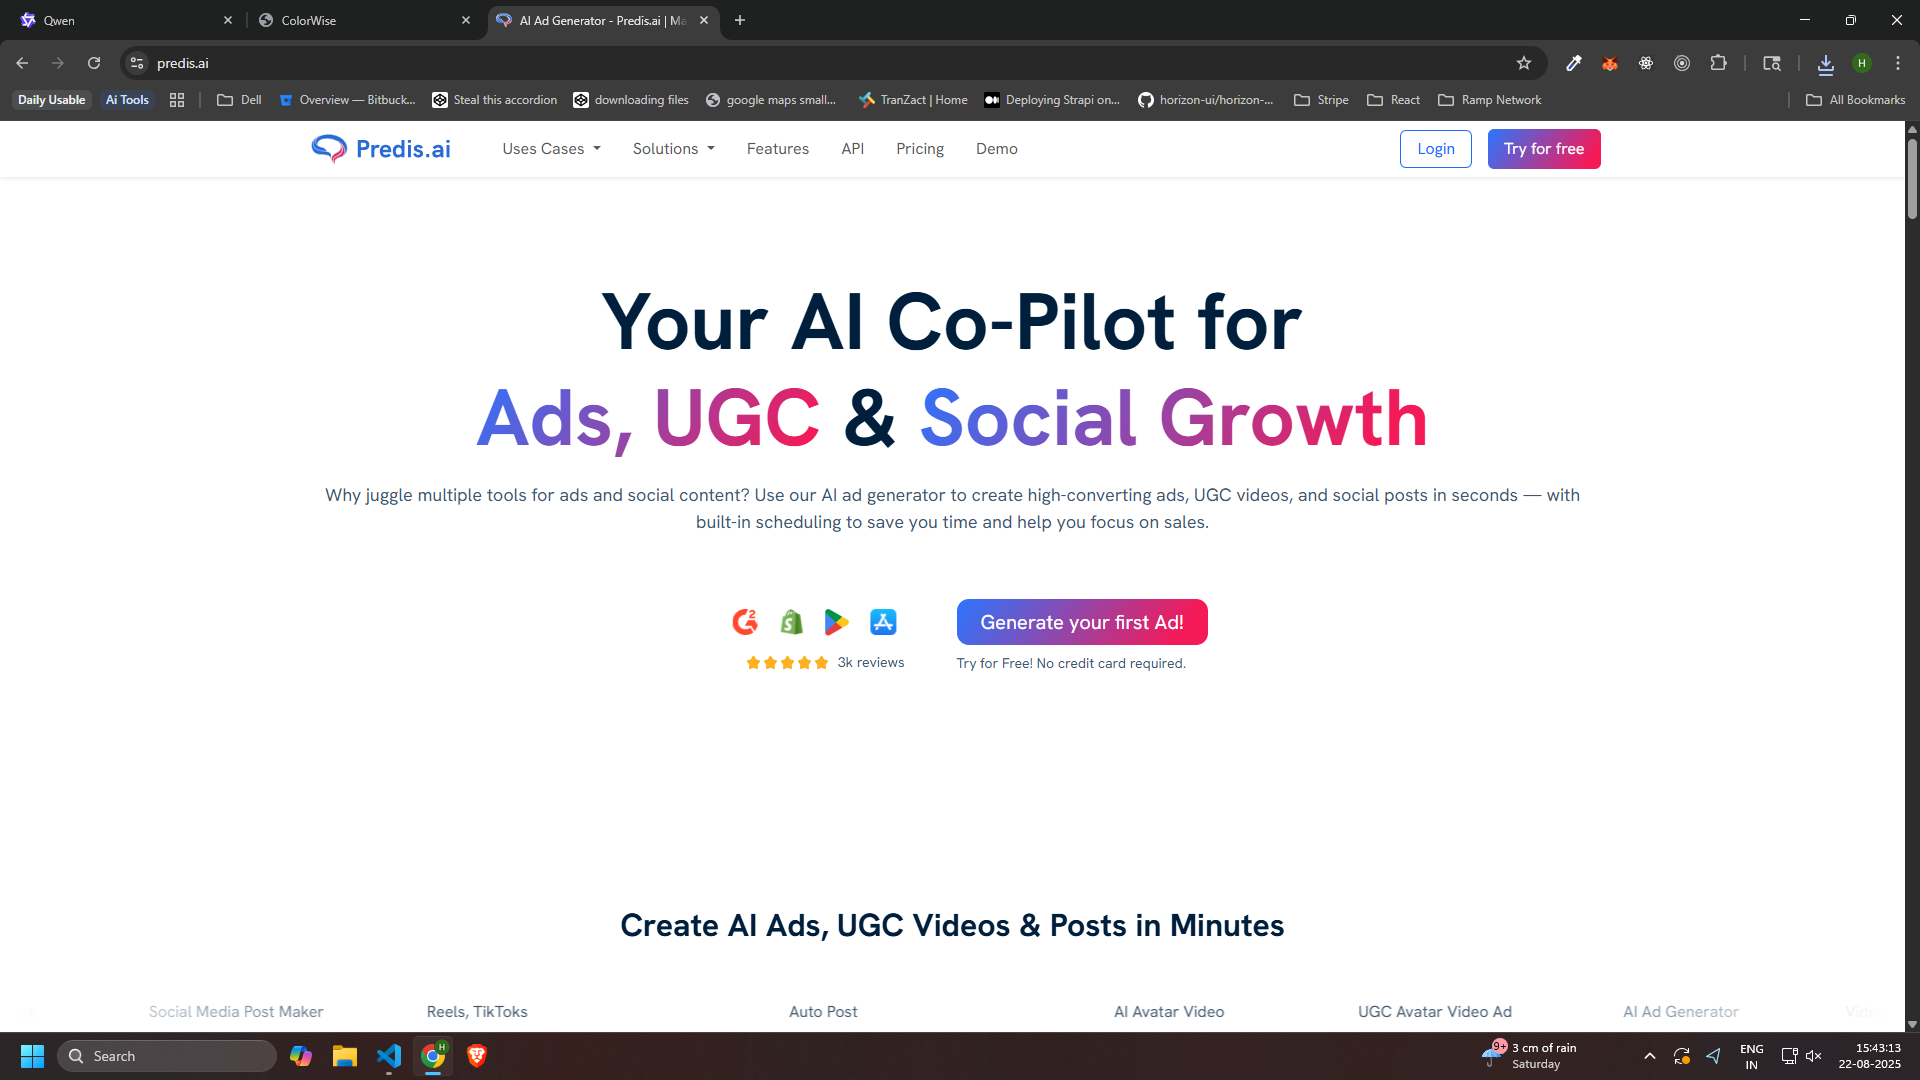 Qwen
ColorWise
AI Ad Generator - Predis.ai | Ma
predis.ai
H
Daily Usable
Ai Tools
Dell
Overview — Bitbuck...
Steal this accordion
downloading files
google maps small...
TranZact | Home
Deploying Strapi on...
horizon-ui/horizon-...
Stripe
React
Ramp Network
All Bookmarks
Predis.ai
Uses Cases
Solutions
Features
API
Pricing
Demo
Login
Try for free
Your AI Co-Pilot for
Ads, UGC & Social Growth
Why juggle multiple tools for ads and social content? Use our AI ad generator to create high-converting ads, UGC videos, and social posts in seconds — with
built-in scheduling to save you time and help you focus on sales.
Generate your first Ad!
3k reviews
Try for Free! No credit card required.
Create AI Ads, UGC Videos & Posts in Minutes
Social Media Post Maker
Reels, TikToks
Auto Post
AI Avatar Video
UGC Avatar Video Ad
AI Ad Generator
Search
H
9+
3 cm of rain
Saturday
ENG
IN
15:43:13
22-08-2025